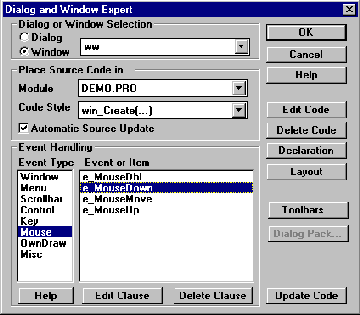 Dialog and Window Expert
Dialog or Window Selection
Dialog
Window
ww
OK
Cancel
Help
Place Source Code in
Module
DEMO.PRO
Code Style
win_Create(...)
Automatic Source Update
Edit Code
Delete Code
Declaration
Layout
Event Handling
Event Type
Event or Item
Window
Menu
Scrollbar
Control
Key
Mouse
OwnDraw
Misc
e_MouseDbl
e_MouseDown
e_MouseMove
e_MouseUp
Toolbars
Dialog Pack...
Help
Edit Clause
Delete Clause
Update Code